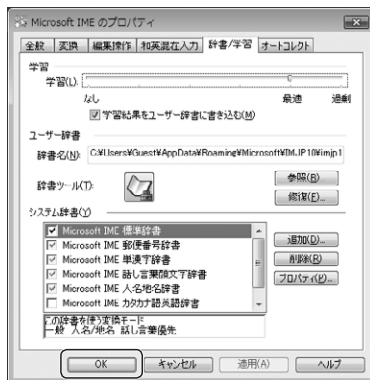 Microsoft IME のプロパティ
全般 変換 編集操作 和英混在入力 辞書/学習 オートコレクト
学習
学習(L):
なし 最適 過剰
学習結果をユーザー辞書に書き込む(M)
ユーザー辞書
辞書名(N): C:¥Users¥Guest¥AppData¥Roaming¥Microsoft¥IMJP10¥imjp1
参照(B)
辞書ツール(T):
修復(E)...
システム辞書(Y)
Microsoft IME 標準辞書
Microsoft IME 郵便番号辞書
Microsoft IME 単漢字辞書
Microsoft IME 話し言葉顔文字辞書
Microsoft IME 人名地名辞書
Microsoft IME カタカナ語英語辞書
追加(D)...
削除(R)
プロパティ(P)...
この辞書を使う変換モード
一般 人名/地名 話し言葉優先
OK キャンセル 適用(A) ヘルプ